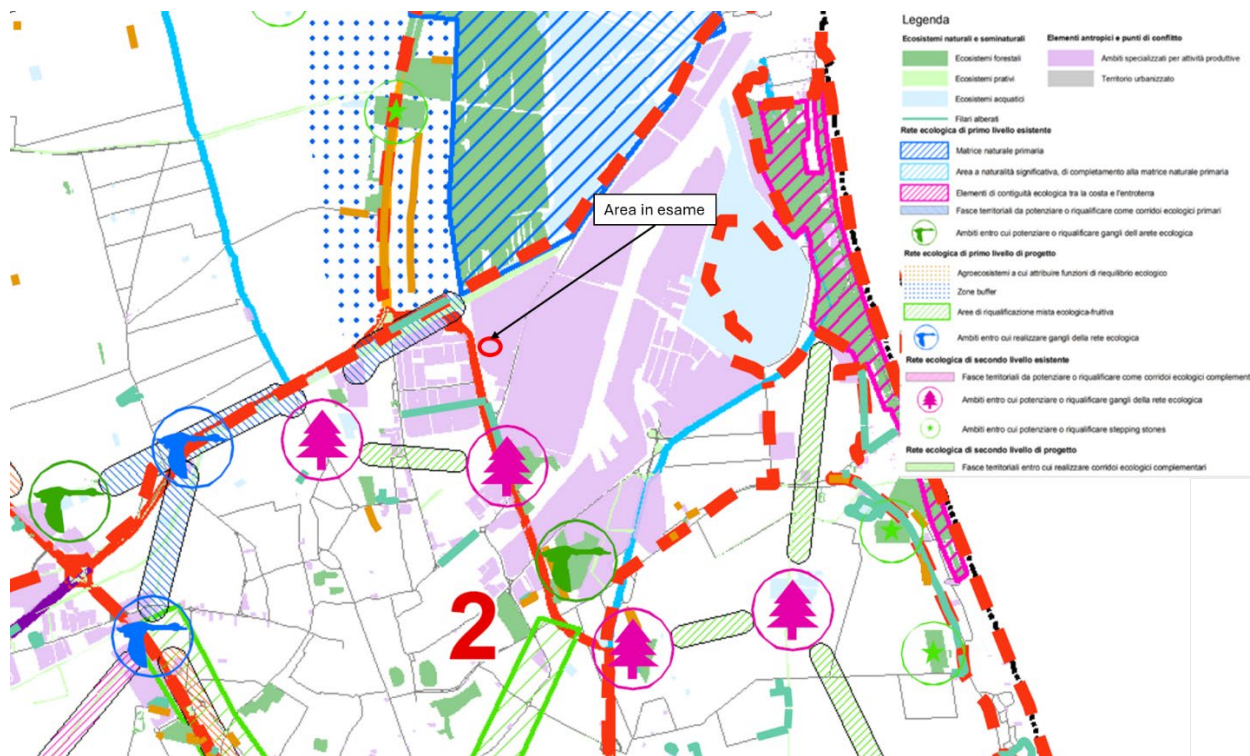 Legenda
Ecosistemi naturali e seminaturali
Ecosistemi forestali
Ecosistemi prativi
Ecosistemi acquatici
Filari alberati
Elementi antropici e punti di conflitto
Ambiti specializzati per attività produttive
Territorio urbanizzato
Rete ecologica di primo livello esistente
Matrice naturale primaria
Area a naturalità significativa, di completamento alla matrice naturale primaria
Elementi di contiguità ecologica tra la costa e l'entroterra
Fasce territoriali da potenziare o riqualificare come corridoi ecologici primari
Ambiti entro cui potenziare o riqualificare gangli dell arete ecologica
Rete ecologica di primo livello di progetto
Agroecosistemi a cui attribuire funzioni di riequilibrio ecologico
Zone buffer
Aree di riqualificazione mista ecologica-fruitiva
Ambiti entro cui realizzare gangli della rete ecologica
Rete ecologica di secondo livello esistente
Fasce territoriali da potenziare o riqualificare come corridoi ecologici complement
Ambiti entro cui potenziare o riqualificare gangli della rete ecologica
Ambiti entro cui potenziare o riqualificare stepping stones
Rete ecologica di secondo livello di progetto
Fasce territoriali entro cui realizzare corridoi ecologici complementari
Area in esame
2